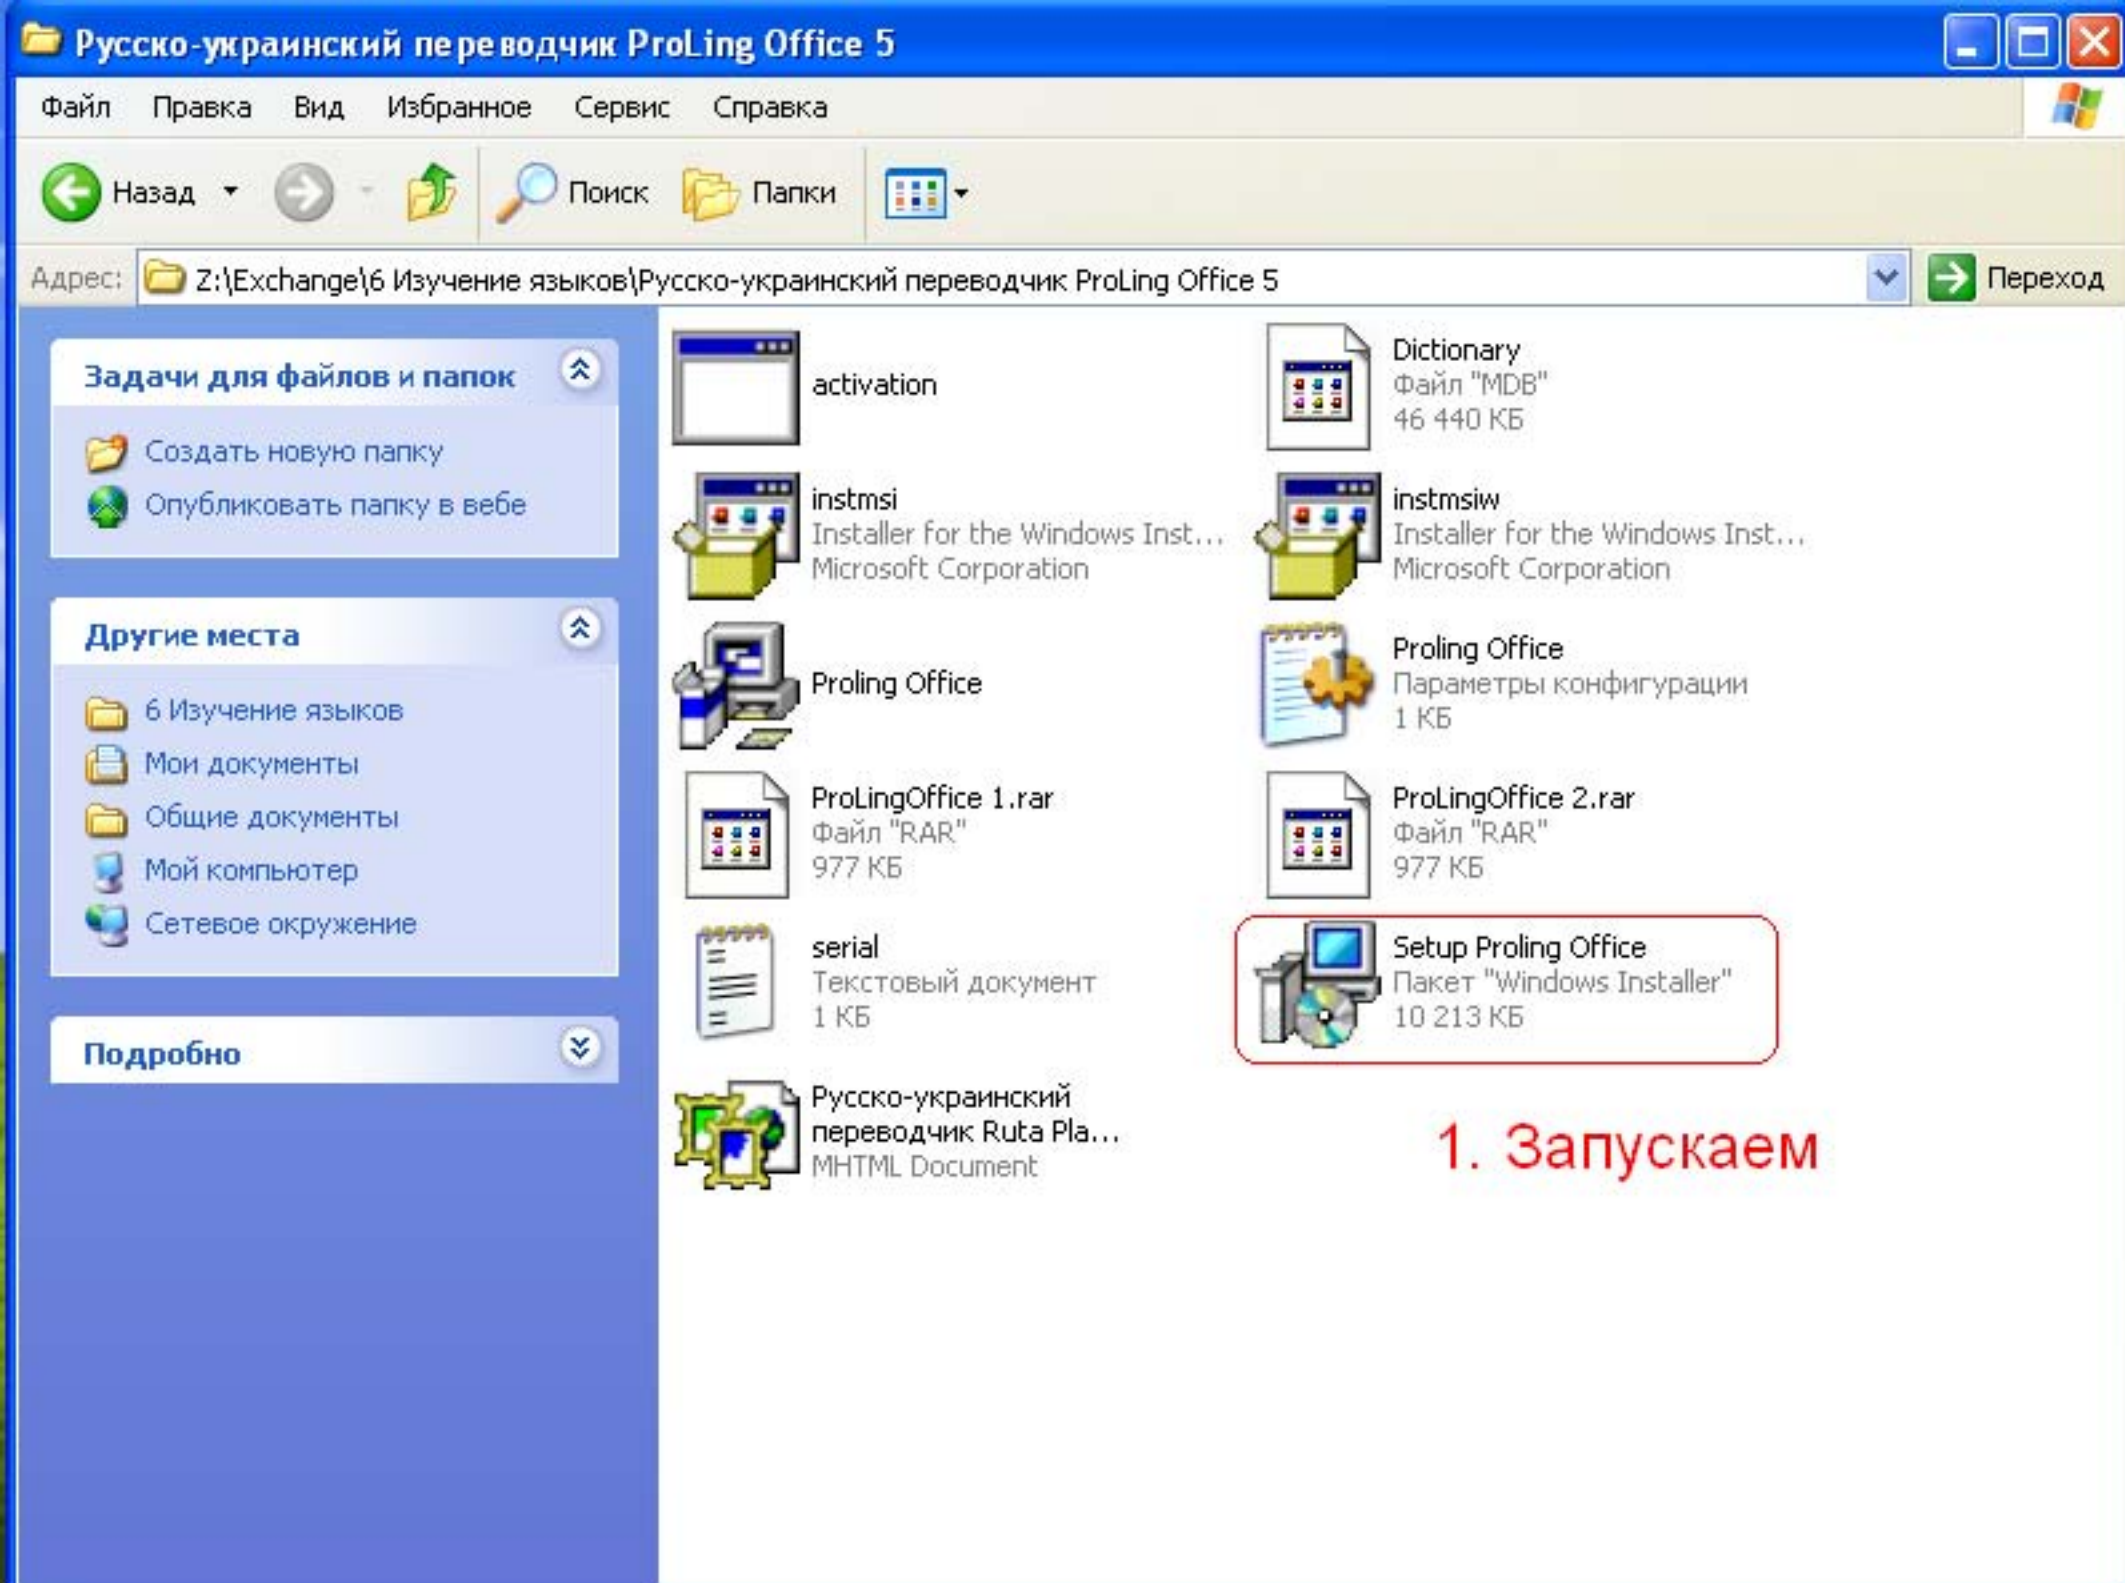 Русско-украинский переводчик ProLing Office 5
Файл Правка Вид Избранное Сервис Справка
Назад Поиск Папки
Адрес: Z:\Exchange\6 Изучение языков\Русско-украинский переводчик ProLing Office 5 Переход
Задачи для файлов и папок
Создать новую папку
Опубликовать папку в вебе
Другие места
6 Изучение языков
Мои документы
Общие документы
Мой компьютер
Сетевое окружение
Подробно
activation
Dictionary
Файл "MDB"
46 440 КБ
instmsi
Installer for the Windows Inst...
Microsoft Corporation
instmsiw
Installer for the Windows Inst...
Microsoft Corporation
Proling Office
Proling Office
Параметры конфигурации
1 КБ
ProLingOffice 1.rar
Файл "RAR"
977 КБ
ProLingOffice 2.rar
Файл "RAR"
977 КБ
serial
Текстовый документ
1 КБ
Setup Proling Office
Пакет "Windows Installer"
10 213 КБ
Русско-украинский
переводчик Ruta Pla...
MHTML Document
1. Запускаем